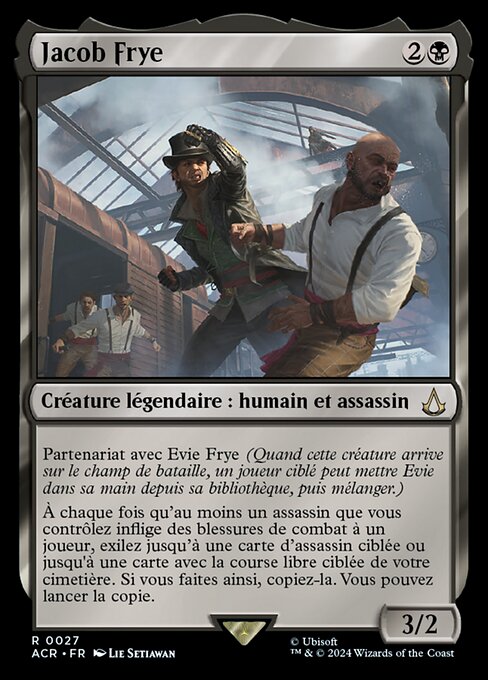 Jacob Frye 2
Créature légendaire : humain et assassin
Partenariat avec Evie Frye (Quand cette créature arrive
sur le champ de bataille, un joueur ciblé peut mettre Evie
dans sa main depuis sa bibliothèque, puis mélanger.)
À chaque fois qu'au moins un assassin que vous
contrôlez inflige des blessures de combat à un
joueur, exilez jusqu'à une carte d'assassin ciblée ou
jusqu'à une carte avec la course libre ciblée de votre
cimetière. Si vous faites ainsi, copiez-la. Vous pouvez
lancer la copie.
3/2
R 0027
ACR • FR Lie Setiawan
© Ubisoft
™ & © 2024 Wizards of the Coast